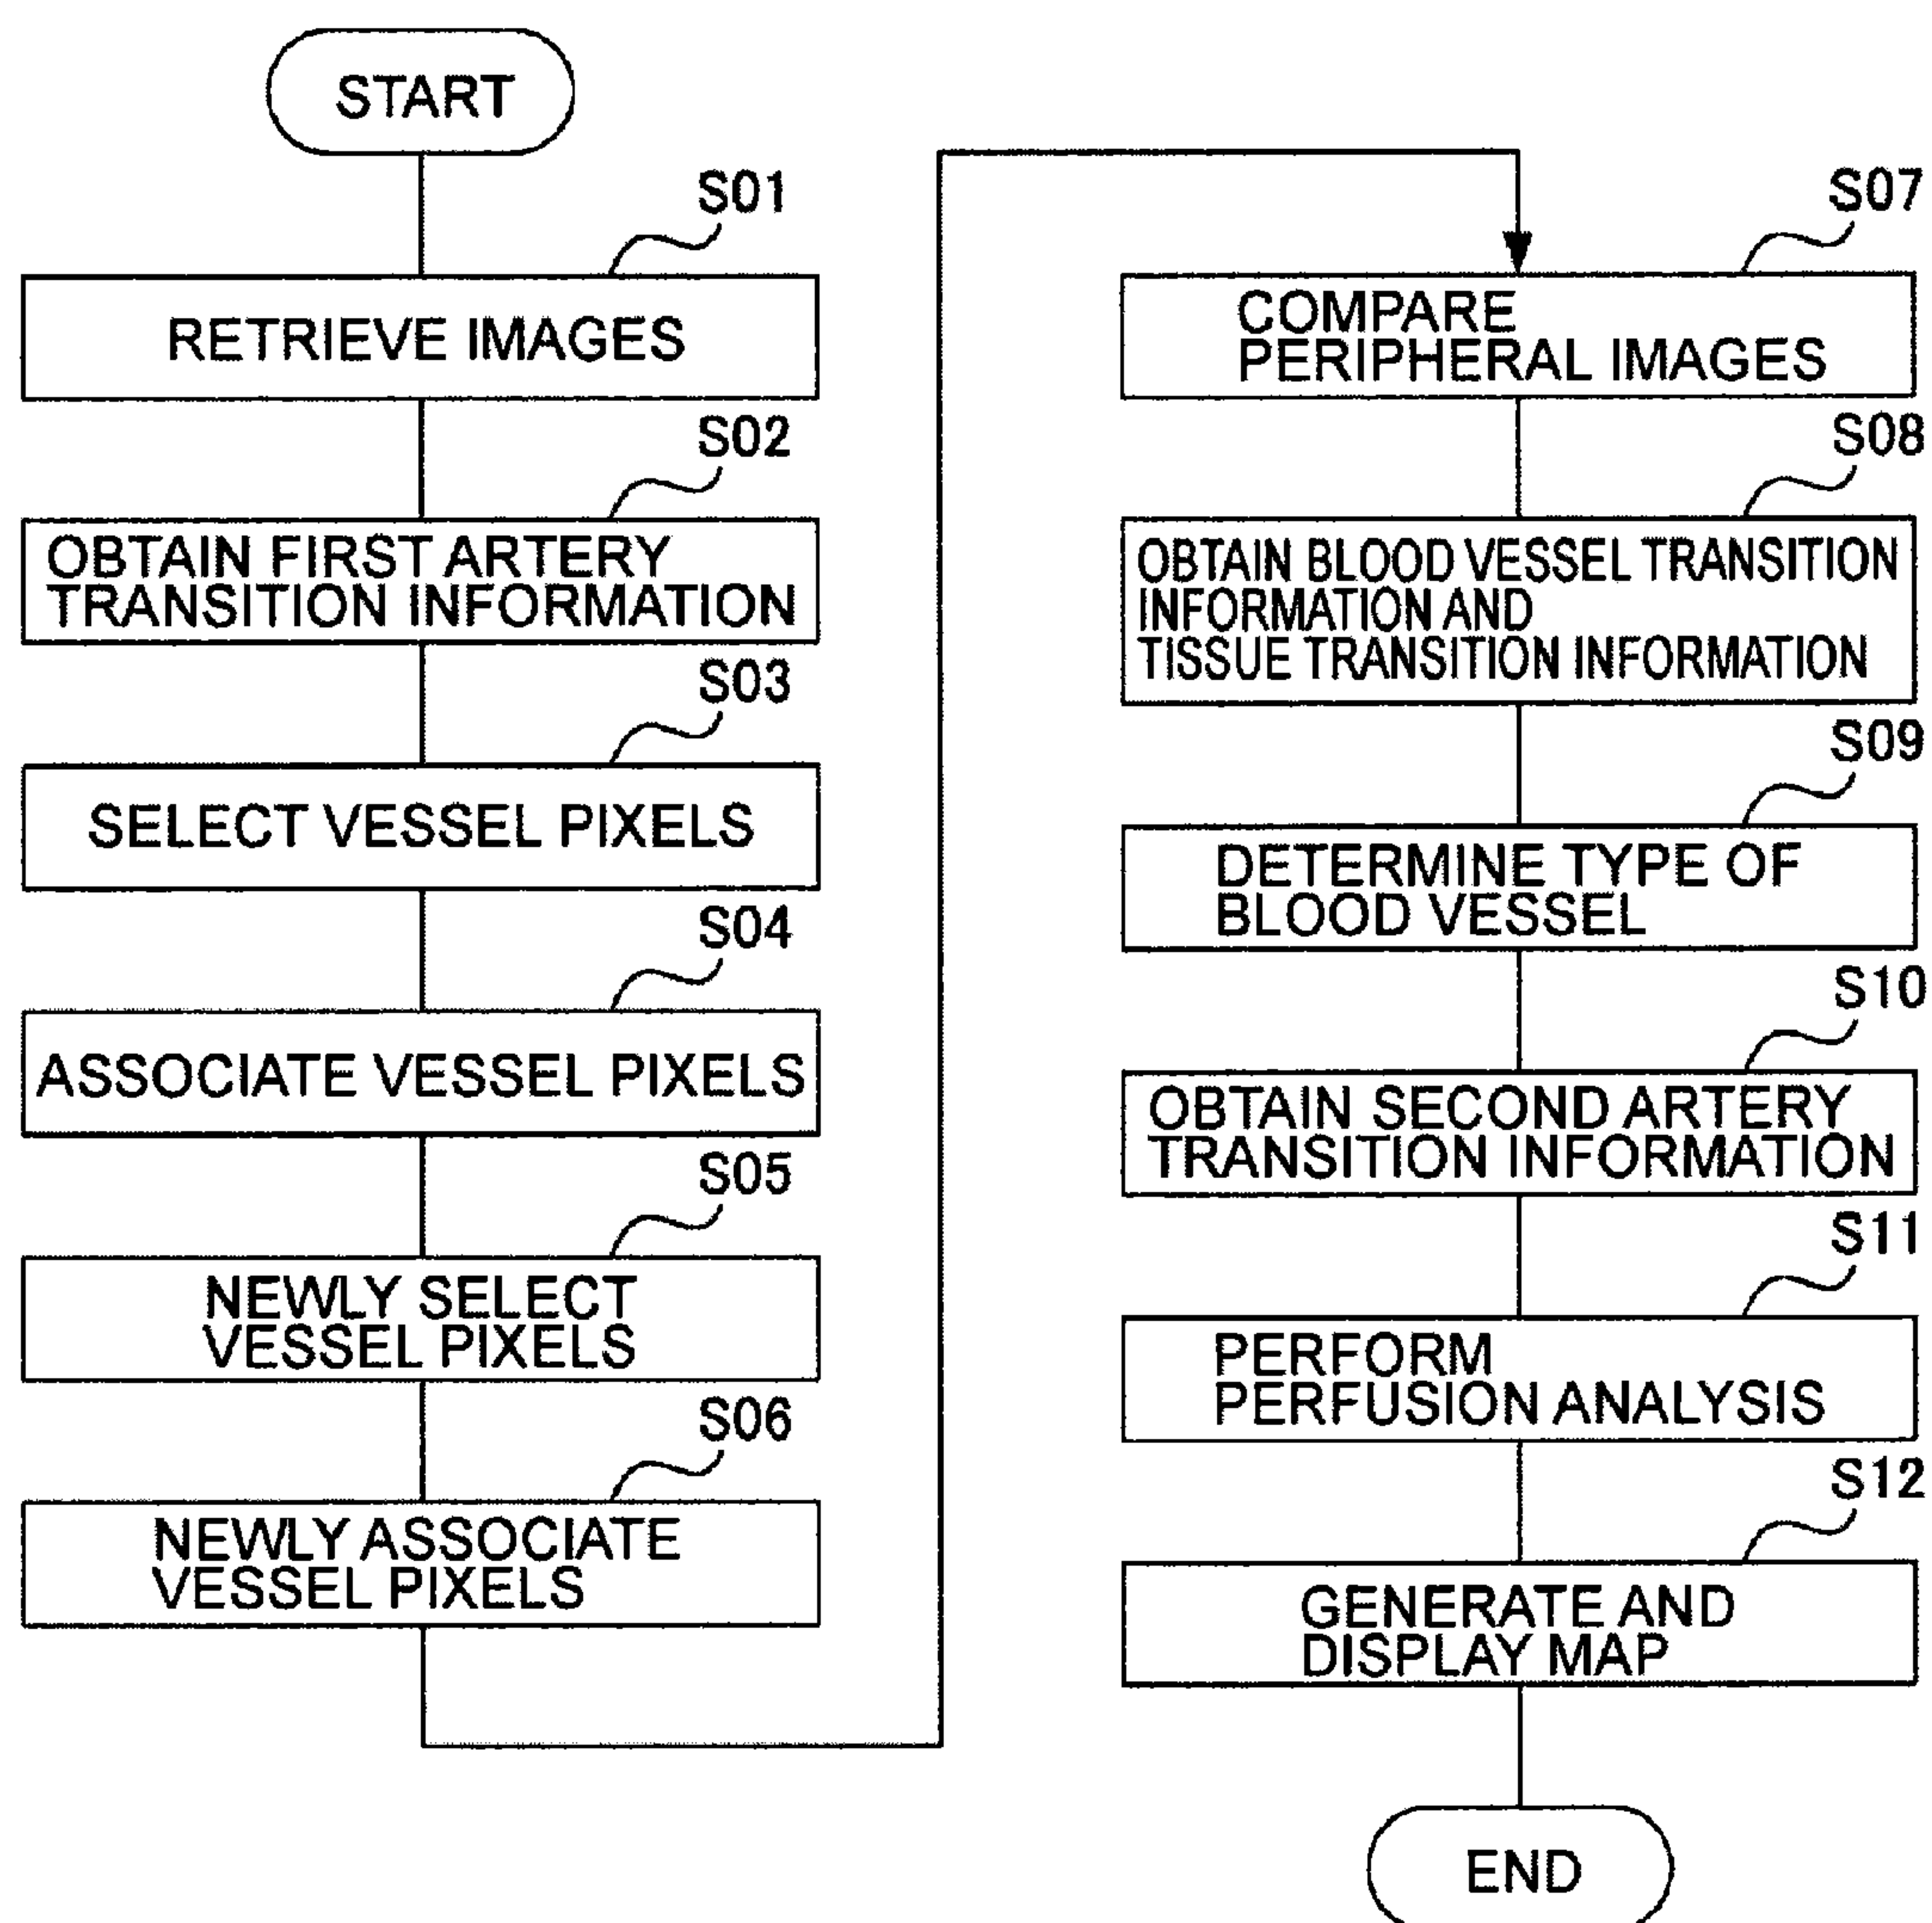 START
S01
RETRIEVE IMAGES
S02
OBTAIN FIRST ARTERY
TRANSITION INFORMATION
S03
SELECT VESSEL PIXELS
S04
ASSOCIATE VESSEL PIXELS
S05
NEWLY SELECT
VESSEL PIXELS
S06
NEWLY ASSOCIATE
VESSEL PIXELS
S07
COMPARE
PERIPHERAL IMAGES
S08
OBTAIN BLOOD VESSEL TRANSITION
INFORMATION AND
TISSUE TRANSITION INFORMATION
S09
DETERMINE TYPE OF
BLOOD VESSEL
S10
OBTAIN SECOND ARTERY
TRANSITION INFORMATION
S11
PERFORM
PERFUSION ANALYSIS
S12
GENERATE AND
DISPLAY MAP
END